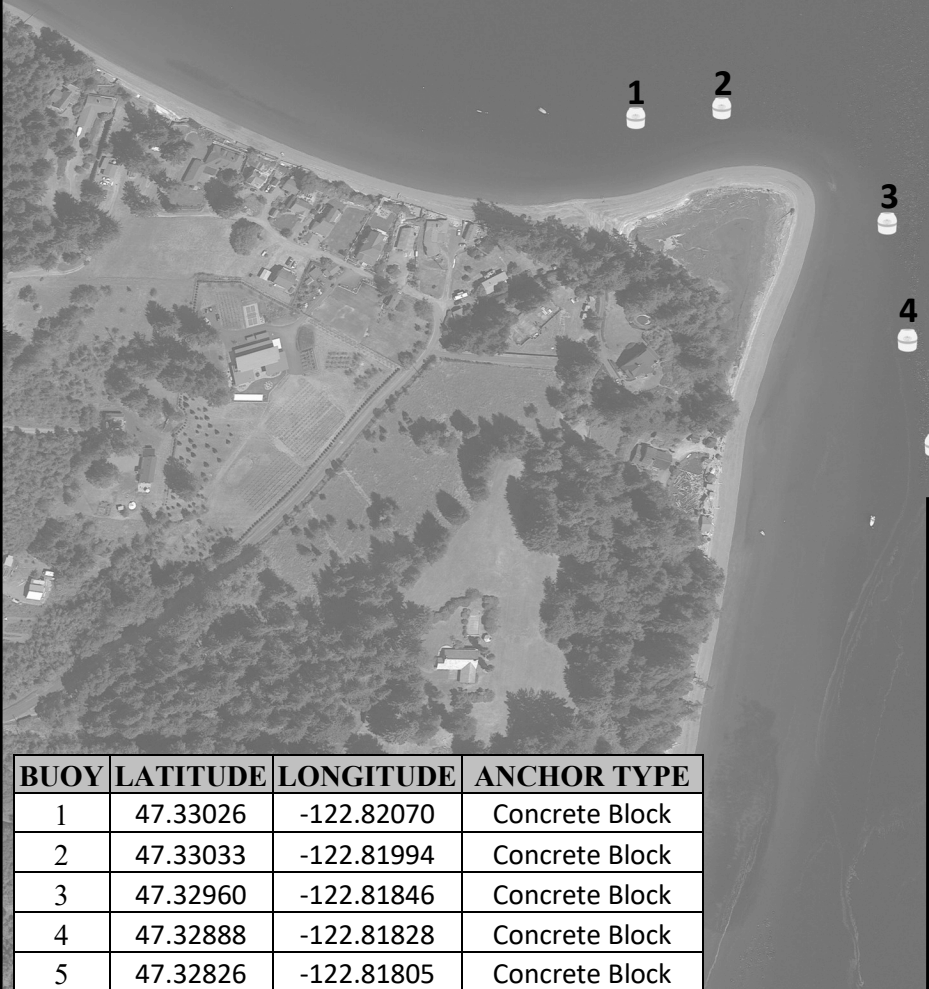 1
2
3
4
BUOY LATITUDE LONGITUDE ANCHOR TYPE
1 47.33026 -122.82070 Concrete Block
2 47.33033 -122.81994 Concrete Block
3 47.32960 -122.81846 Concrete Block
4 47.32888 -122.81828 Concrete Block
5 47.32826 -122.81805 Concrete Block